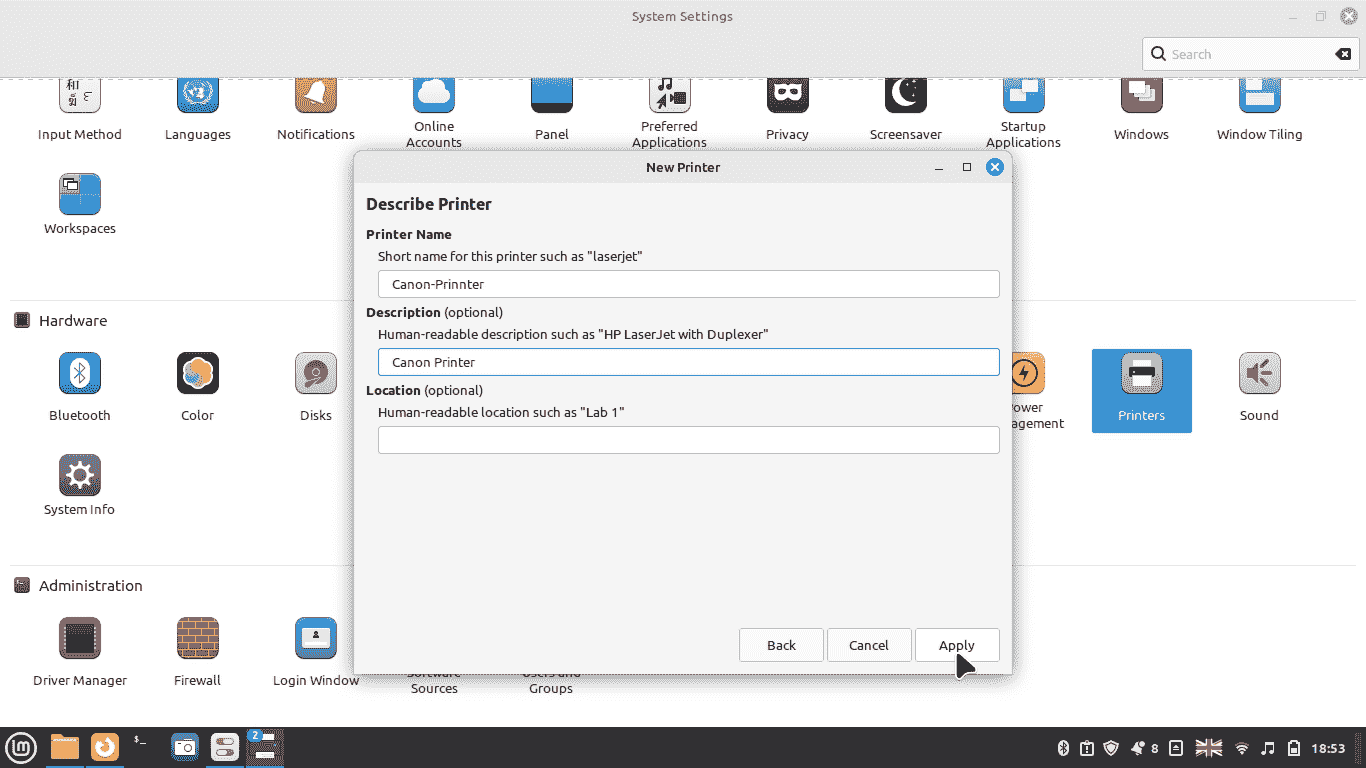 System Settings
Search
Input Method
Languages
Notifications
Online
Accounts
Panel
Preferred
Applications
Privacy
Screensaver
Startup
Applications
Windows
Window Tiling
Workspaces
New Printer
Describe Printer
Printer Name
Short name for this printer such as "laserjet"
Canon-Prinnter
Description (optional)
Human-readable description such as "HP LaserJet with Duplexer"
Canon Printer
Location (optional)
Human-readable location such as "Lab 1"
Back
Cancel
Apply
Hardware
Bluetooth
Color
Disks
Printers
Sound
System Info
Administration
Driver Manager
Firewall
Login Window
Software
Sources
Users and
Groups
2
8
18:53